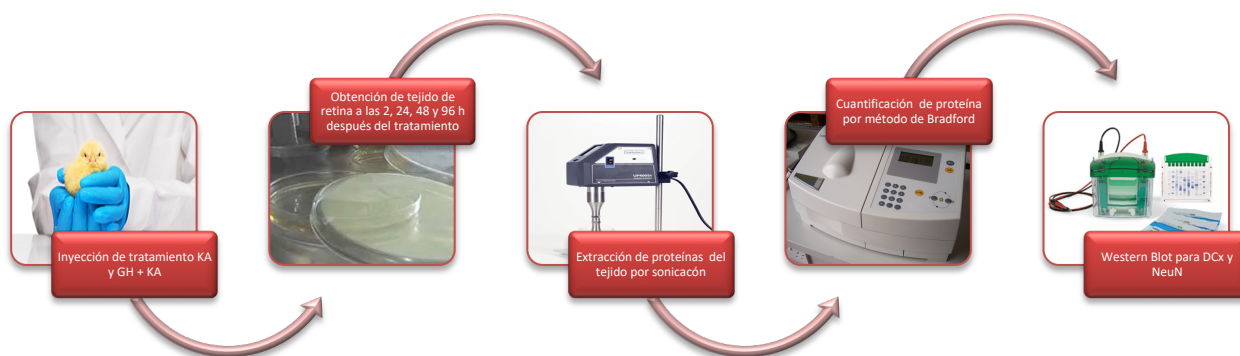 Inyección de tratamiento KA
y GH + KA
Obtención de tejido de
retina a las 2, 24, 48 y 96 h
después del tratamiento
Extracción de proteínas del
tejido por sonicacón
Cuantificación de proteína
por método de Bradford
Western Blot para DCx y
NeuN